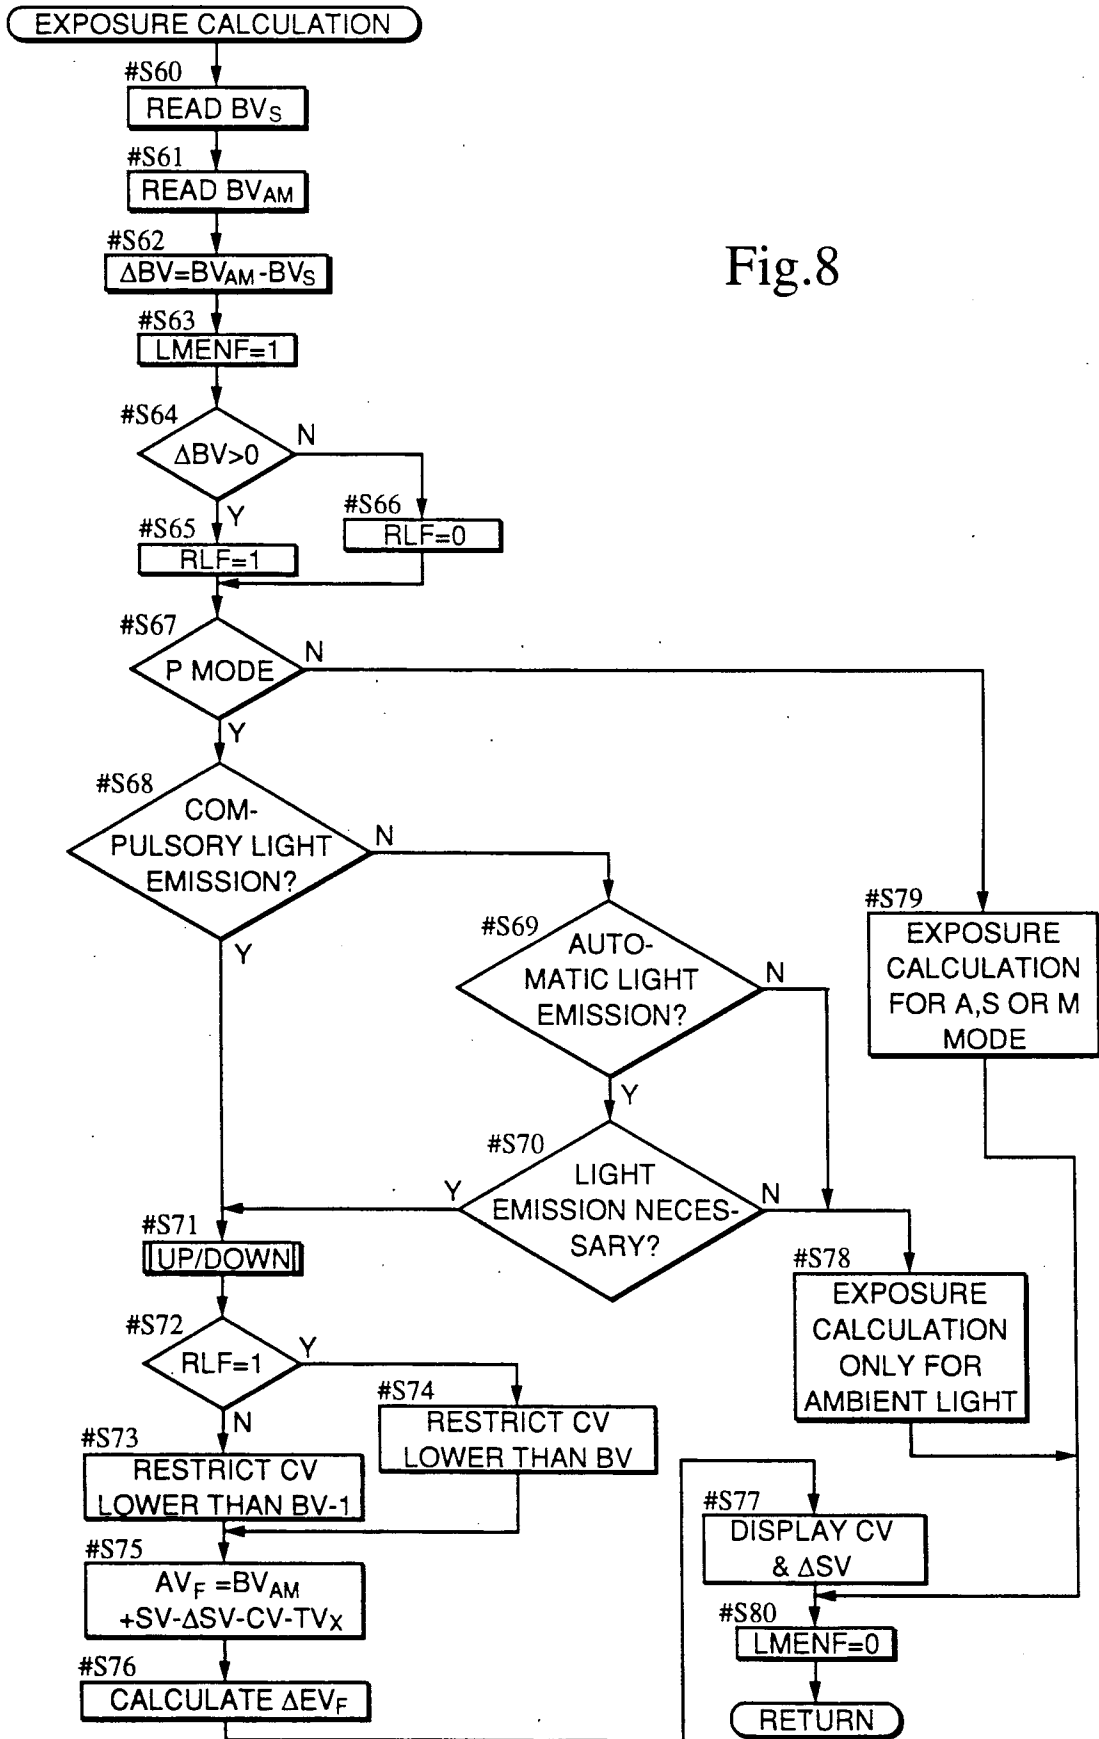 EXPOSURE CALCULATION
#S60
READ BVS
#S61
READ BVAM
#S62
ΔBV=BVAM-BVS
Fig.8
#S63
LMENF=1
#S64
ΔBV>0
N
Y
#S65
RLF=1
#S66
RLF=0
#S67
P MODE
N
Y
#S68
COM-
PULSORY LIGHT
EMISSION?
N
Y
#S69
AUTO-
MATIC LIGHT
EMISSION?
N
Y
#S79
EXPOSURE
CALCULATION
FOR A,S OR M
MODE
#S70
LIGHT
EMISSION NECES-
SARY?
Y
N
#S71
UP/DOWN
#S78
EXPOSURE
CALCULATION
ONLY FOR
AMBIENT LIGHT
#S72
RLF=1
Y
N
#S74
RESTRICT CV
LOWER THAN BV
#S73
RESTRICT CV
LOWER THAN BV-1
#S75
AVF=BVAM
+SV-ΔSV-CV-TVX
#S76
CALCULATE ΔEVF
#S77
DISPLAY CV
& ΔSV
#S80
LMENF=0
RETURN